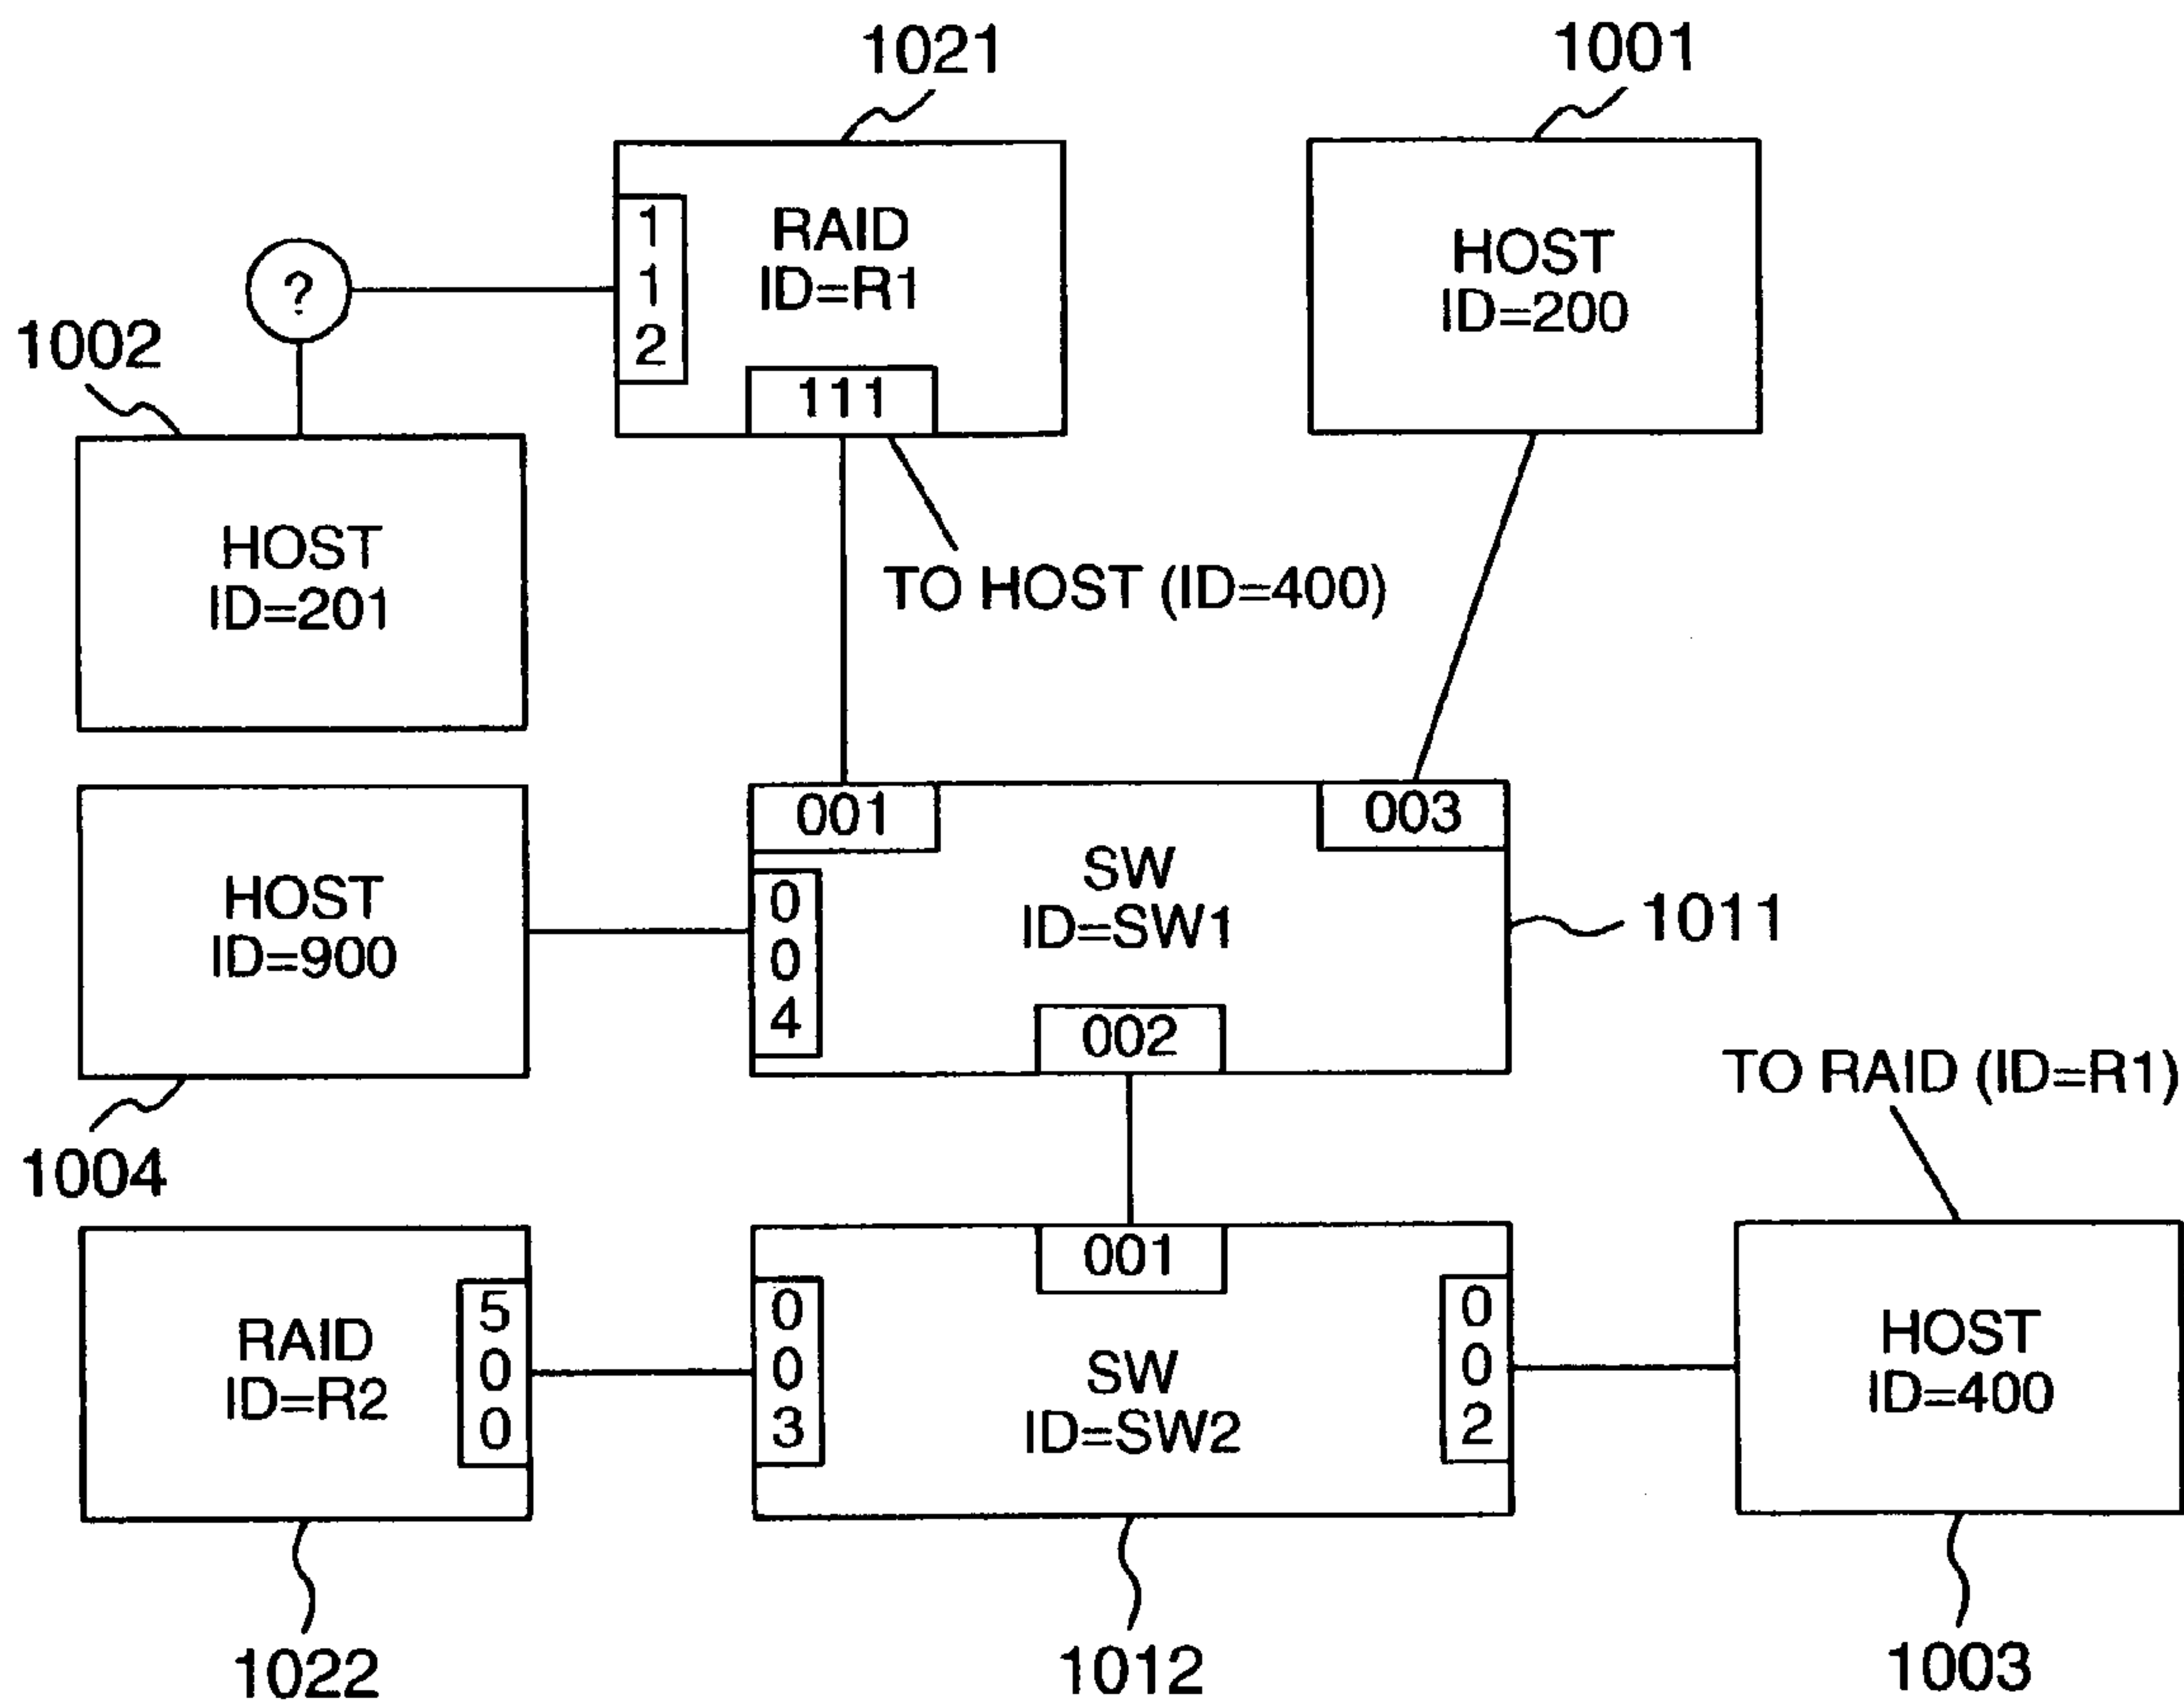 1021
1001
1
1
2
RAID
ID=R1
111
HOST
ID=200
?
1002
HOST
ID=201
TO HOST (ID=400)
HOST
ID=900
1004
001
003
0
0
4
SW
ID=SW1
002
1011
TO RAID (ID=R1)
RAID
ID=R2
5
0
0
1022
001
0
0
3
SW
ID=SW2
0
0
2
1012
HOST
ID=400
1003